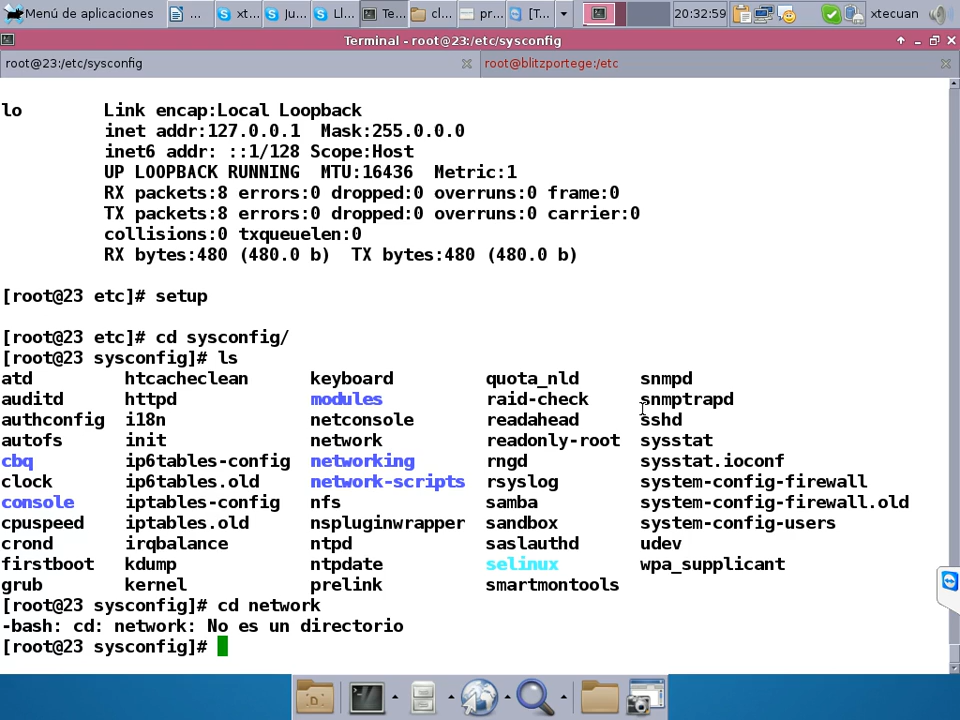 Menú de aplicaciones ... xt... Ju... Ll... Te... cl... pr... [T... 20:32:59 xtecuan
Terminal - root@23:/etc/sysconfig
root@23:/etc/sysconfig root@blitzportege:/etc
lo Link encap:Local Loopback
inet addr:127.0.0.1 Mask:255.0.0.0
inet6 addr: ::1/128 Scope:Host
UP LOOPBACK RUNNING MTU:16436 Metric:1
RX packets:8 errors:0 dropped:0 overruns:0 frame:0
TX packets:8 errors:0 dropped:0 overruns:0 carrier:0
collisions:0 txqueuelen:0
RX bytes:480 (480.0 b) TX bytes:480 (480.0 b)
[root@23 etc]# setup
[root@23 etc]# cd sysconfig/
[root@23 sysconfig]# ls
atd htcacheclean keyboard quota_nld snmpd
auditd httpd modules raid-check snmptrapd
authconfig i18n netconsole readahead sshd
autofs init network readonly-root sysstat
cbq ip6tables-config networking rngd sysstat.ioconf
clock ip6tables.old network-scripts rsyslog system-config-firewall
console iptables-config nfs samba system-config-firewall.old
cpuspeed iptables.old nspluginwrapper sandbox system-config-users
crond irqbalance ntpd saslauthd udev
firstboot kdump ntpdate selinux wpa_supplicant
grub kernel prelink smartmontools
[root@23 sysconfig]# cd network
-bash: cd: network: No es un directorio
[root@23 sysconfig]#